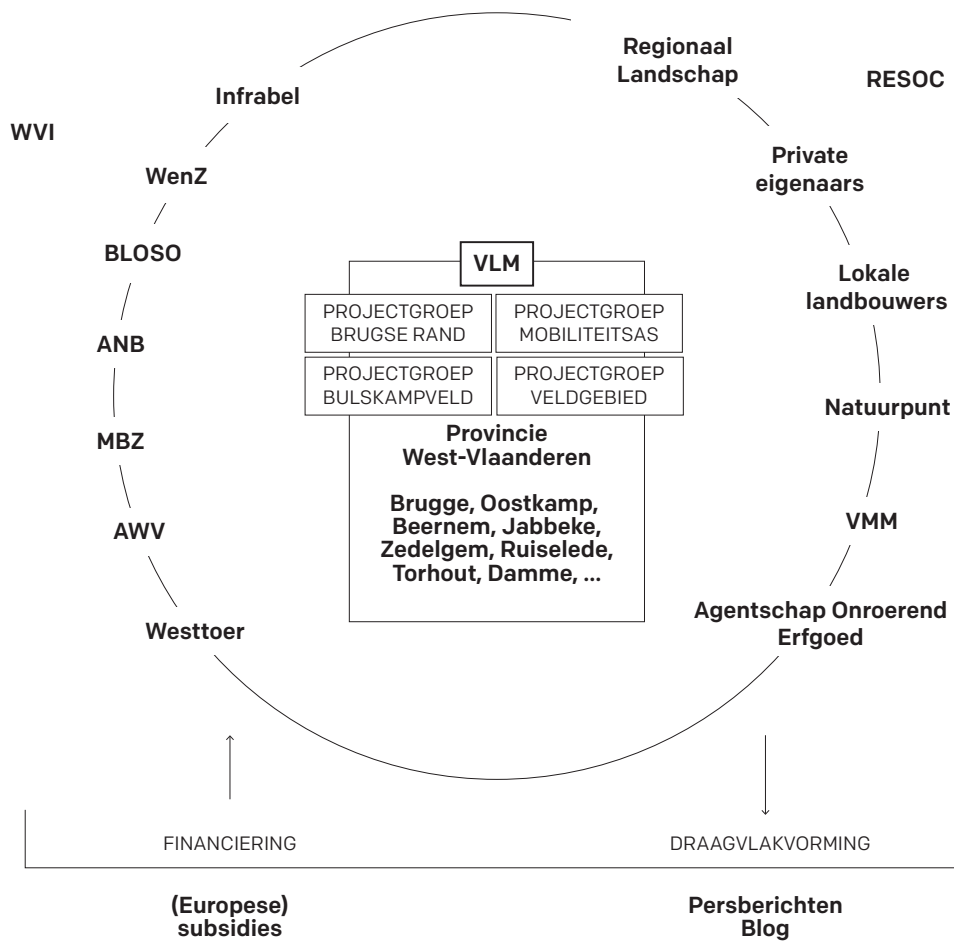 Regionaal
Landschap
RESOC
Infrabel
WVI
Private
eigenaars
WenZ
BLOSO
VLM
Lokale
landbouwers
PROJECTGROEP
BRUGSE RAND
PROJECTGROEP
MOBILITEITSAS
ANB
PROJECTGROEP
BULSKAMPVELD
PROJECTGROEP
VELDGEBIED
Natuurpunt
MBZ
Provincie
West-Vlaanderen
Brugge, Oostkamp,
Beernem, Jabbeke,
Zedelgem, Ruiselede,
Torhout, Damme, ...
AWV
VMM
Westtoer
Agentschap Onroerend
Erfgoed
FINANCIERING
DRAAGVLAKVORMING
(Europese)
subsidies
Persberichten
Blog